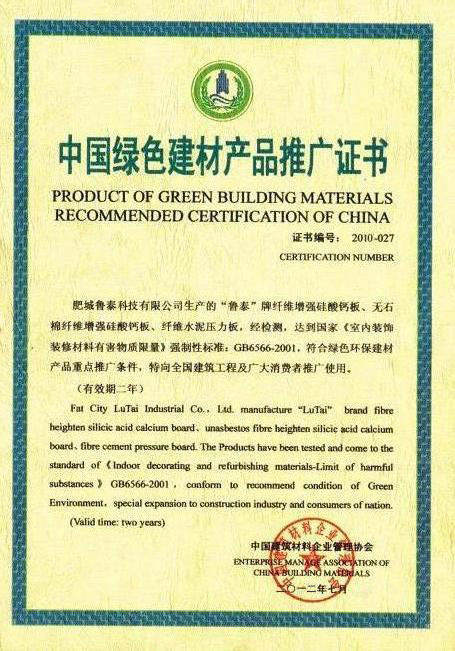 中国绿色建材产品推广证书
PRODUCT OF GREEN BUILDING MATERIALS
RECOMMENDED CERTIFICATION OF CHINA
证书编号： 2010-027
CERTIFICATION NUMBER
肥城鲁泰科技有限公司生产的“鲁泰”牌纤维增强硅酸钙板、无石
棉纤维增强硅酸钙板、纤维水泥压力板，经检测，达到国家《室内装饰
装修材料有害物质限量》强制性标准：GB6566-2001，符合绿色环保建材
产品重点推广条件，特向全国建筑工程及广大消费者推广使用。
（有效期二年）
Fat City LuTai Industrial Co., Ltd. manufacture “LuTai” brand fibre
heighten silicic acid calcium board、unasbestos fibre heighten silicic acid calcium
board、fibre cement pressure board. The Products have been tested and come to the
standard of《Indoor decorating and refurbishing materials-Limit of harmful
substances》GB6566-2001，conform to recommend condition of Green
Environment，special expansion to construction industry and consumers of nation.
(Valid time: two years)
中国建筑材料企业管理协会
ENTERPRISE MANAGE ASSOCIATION OF
CHINA BUILDING MATERIALS
二〇一二年七月